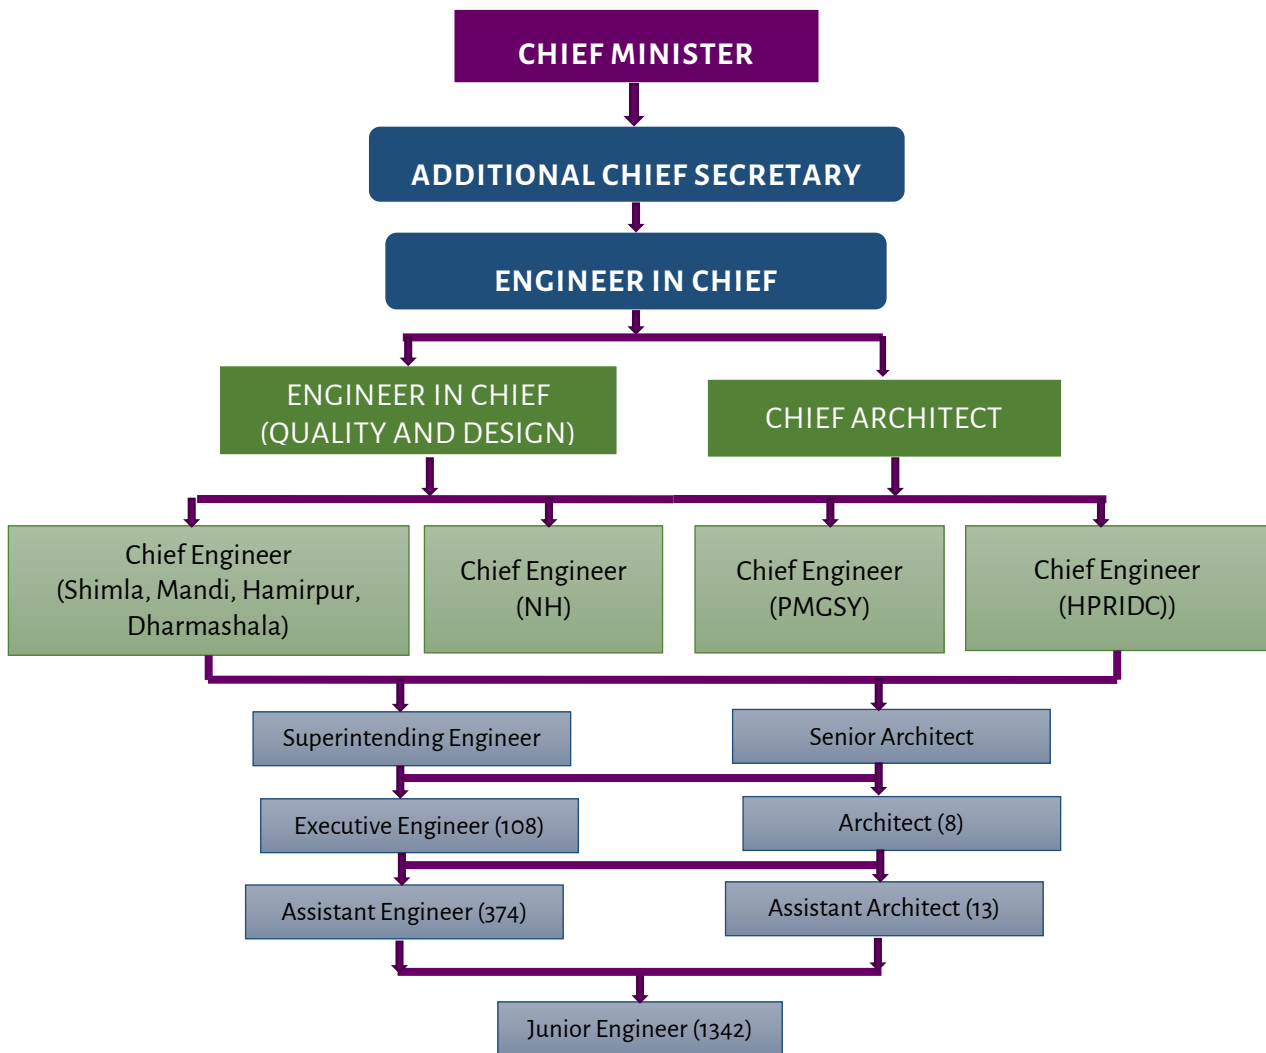 CHIEF MINISTER
ADDITIONAL CHIEF SECRETARY
ENGINEER IN CHIEF
ENGINEER IN CHIEF
(QUALITY AND DESIGN)
CHIEF ARCHITECT
Chief Engineer
(Shimla, Mandi, Hamirpur,
Dharmashala)
Chief Engineer
(NH)
Chief Engineer
(PMGSY)
Chief Engineer
(HPRIDC))
Superintending Engineer
Senior Architect
Executive Engineer (108)
Architect (8)
Assistant Engineer (374)
Assistant Architect (13)
Junior Engineer (1342)